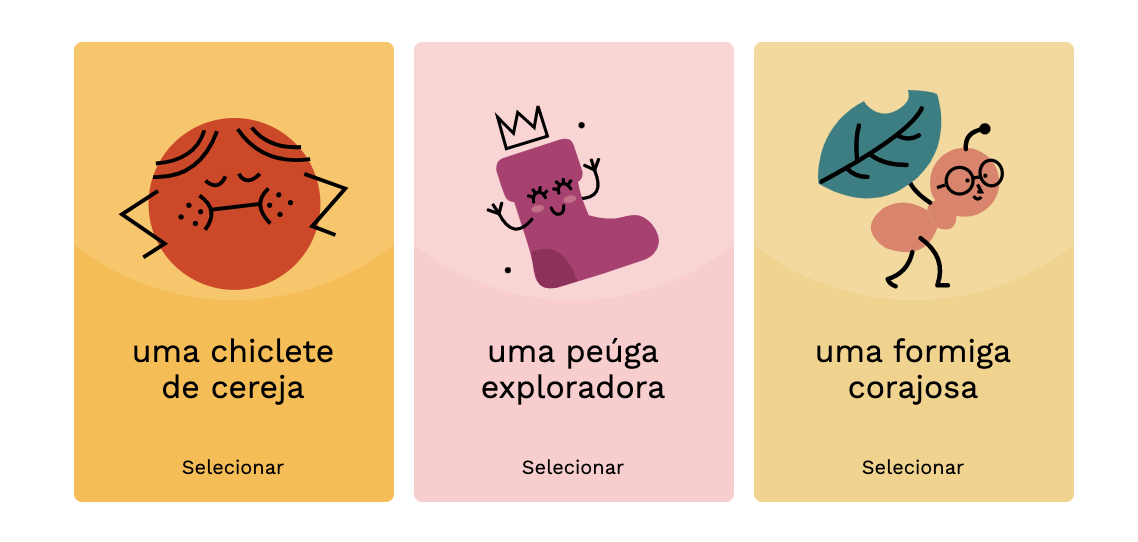 uma chiclete
de cereja
Selecionar
uma peúga
exploradora
Selecionar
uma formiga
corajosa
Selecionar